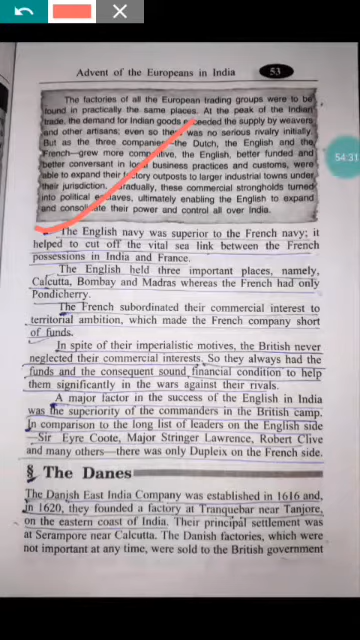 Advent of the Europeans in India 53
The factories of all the European trading groups were to be
found in practically the same places. At the peak of the Indian
trade, the demand for Indian goods exceeded the supply by weavers
and other artisans; even so there was no serious rivalry initially.
But as the three companies—the Dutch, the English and the
French—grew more competitive, the English, better funded and
better conversant in local business practices and customs, were
able to expand their factory outposts to larger industrial towns under
their jurisdiction. Gradually, these commercial strongholds turned
into political enclaves, ultimately enabling the English to expand
and consolidate their power and control all over India.
54:31
The English navy was superior to the French navy; it
helped to cut off the vital sea link between the French
possessions in India and France.
The English held three important places, namely,
Calcutta, Bombay and Madras whereas the French had only
Pondicherry.
The French subordinated their commercial interest to
territorial ambition, which made the French company short
of funds.
In spite of their imperialistic motives, the British never
neglected their commercial interests. So they always had the
funds and the consequent sound financial condition to help
them significantly in the wars against their rivals.
A major factor in the success of the English in India
was the superiority of the commanders in the British camp.
In comparison to the long list of leaders on the English side
—Sir Eyre Coote, Major Stringer Lawrence, Robert Clive
and many others—there was only Dupleix on the French side.
§ The Danes
The Danish East India Company was established in 1616 and,
in 1620, they founded a factory at Tranquebar near Tanjore,
on the eastern coast of India. Their principal settlement was
at Serampore near Calcutta. The Danish factories, which were
not important at any time, were sold to the British government